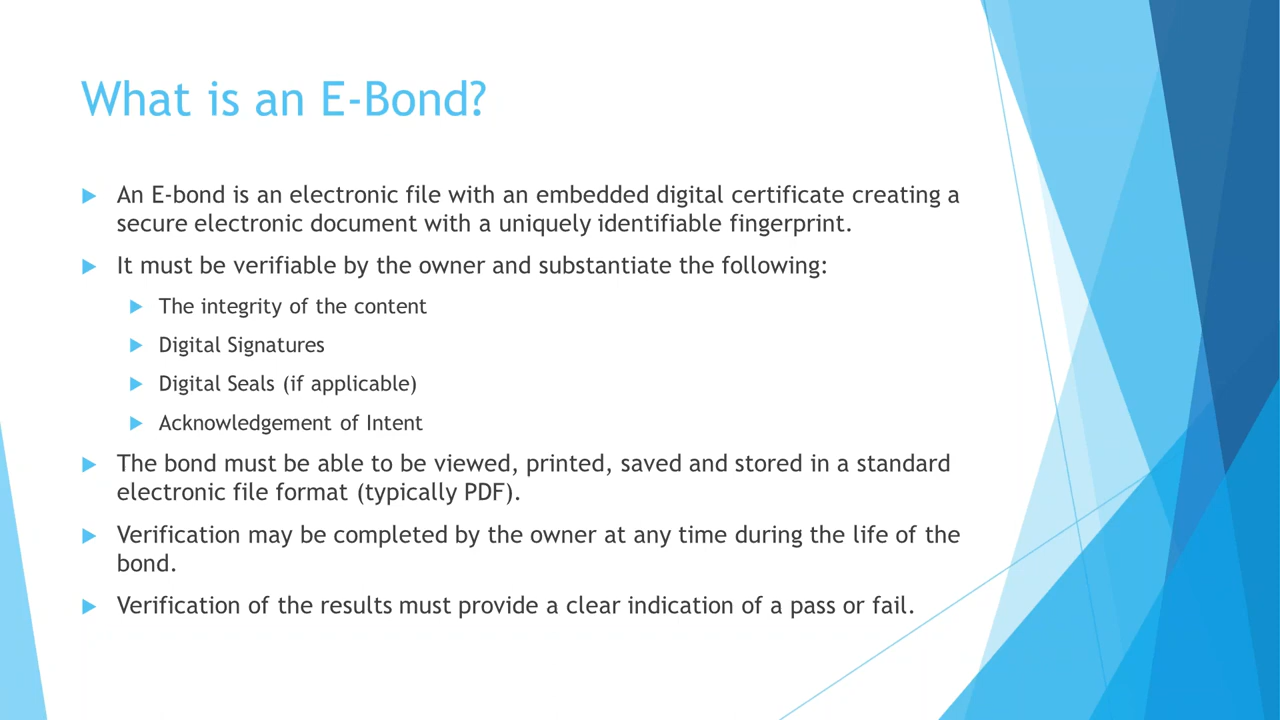 What is an E-Bond?
An E-bond is an electronic file with an embedded digital certificate creating a
secure electronic document with a uniquely identifiable fingerprint.
It must be verifiable by the owner and substantiate the following:
The integrity of the content
Digital Signatures
Digital Seals (if applicable)
Acknowledgement of Intent
The bond must be able to be viewed, printed, saved and stored in a standard
electronic file format (typically PDF).
Verification may be completed by the owner at any time during the life of the
bond.
Verification of the results must provide a clear indication of a pass or fail.